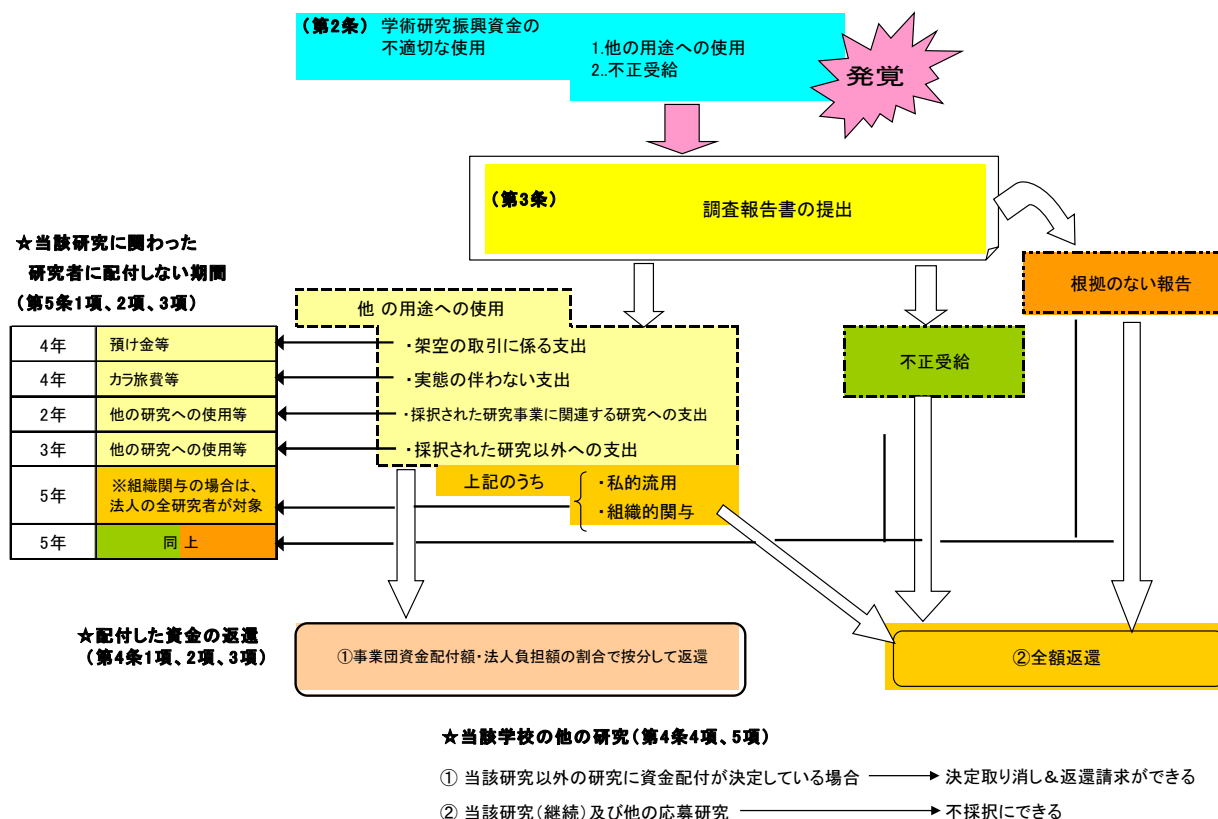 (第2条) 学術研究振興資金の
不適切な使用
1.他の用途への使用
2..不正受給
発覚
(第3条)
調査報告書の提出
★当該研究に関わった
研究者に配付しない期間
(第5条1項、2項、3項)
根拠のない報告
他 の用途への使用
4年 預け金等
・架空の取引に係る支出
4年 カラ旅費等
・実態の伴わない支出
2年 他の研究への使用等
・採択された研究事業に関連する研究への支出
3年 他の研究への使用等
・採択された研究以外への支出
不正受給
5年 ※組織関与の場合は、
法人の全研究者が対象
上記のうち
・私的流用
・組織的関与
5年 同 上
★配付した資金の返還
(第4条1項、2項、3項)
①事業団資金配付額・法人負担額の割合で按分して返還
②全額返還
★当該学校の他の研究(第4条4項、5項)
① 当該研究以外の研究に資金配付が決定している場合 決定取り消し&返還請求ができる
② 当該研究(継続)及び他の応募研究 不採択にできる